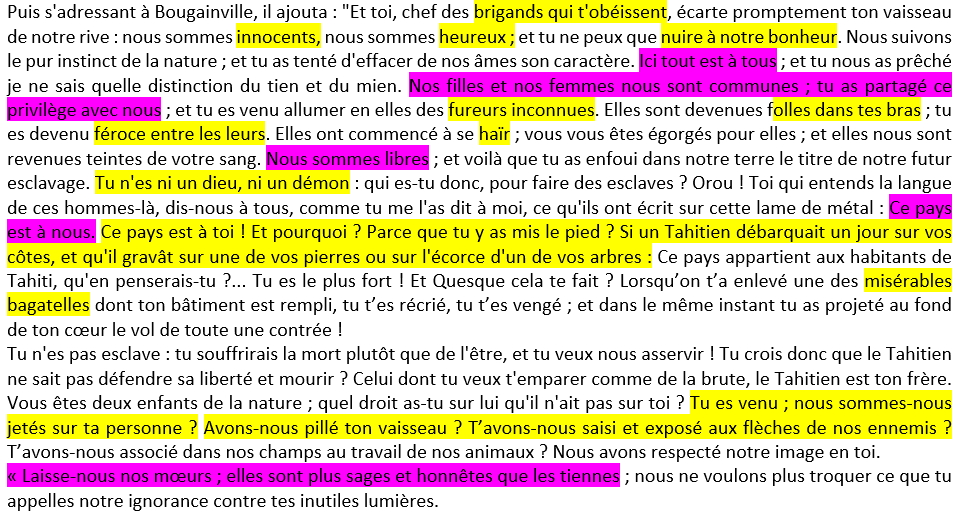 Puis s'adressant à Bougainville, il ajouta : "Et toi, chef des brigands qui t'obéissent, écarte promptement ton vaisseau
de notre rive : nous sommes innocents, nous sommes heureux ; et tu ne peux que nuire à notre bonheur. Nous suivons
le pur instinct de la nature ; et tu as tenté d'effacer de nos âmes son caractère. Ici tout est à tous ; et tu nous as prêché
je ne sais quelle distinction du tien et du mien. Nos filles et nos femmes nous sont communes ; tu as partagé ce
privilège avec nous ; et tu es venu allumer en elles des fureurs inconnues. Elles sont devenues folles dans tes bras ; tu
es devenu féroce entre les leurs. Elles ont commencé à se haïr ; vous vous êtes égorgés pour elles ; et elles nous sont
revenues teintes de votre sang. Nous sommes libres ; et voilà que tu as enfoui dans notre terre le titre de notre futur
esclavage. Tu n'es ni un dieu, ni un démon : qui es-tu donc, pour faire des esclaves ? Orou ! Toi qui entends la langue
de ces hommes-là, dis-nous à tous, comme tu me l'as dit à moi, ce qu'ils ont écrit sur cette lame de métal : Ce pays
est à nous. Ce pays est à toi ! Et pourquoi ? Parce que tu y as mis le pied ? Si un Tahitien débarquait un jour sur vos
côtes, et qu'il gravât sur une de vos pierres ou sur l'écorce d'un de vos arbres : Ce pays appartient aux habitants de
Tahiti, qu'en penserais-tu ?... Tu es le plus fort ! Et Quesque cela te fait ? Lorsqu’on t’a enlevé une des misérables
bagatelles dont ton bâtiment est rempli, tu t’es récrié, tu t’es vengé ; et dans le même instant tu as projeté au fond
de ton cœur le vol de toute une contrée !
Tu n'es pas esclave : tu souffrirais la mort plutôt que de l'être, et tu veux nous asservir ! Tu crois donc que le Tahitien
ne sait pas défendre sa liberté et mourir ? Celui dont tu veux t'emparer comme de la brute, le Tahitien est ton frère.
Vous êtes deux enfants de la nature ; quel droit as-tu sur lui qu'il n'ait pas sur toi ? Tu es venu ; nous sommes-nous
jetés sur ta personne ? Avons-nous pillé ton vaisseau ? T’avons-nous saisi et exposé aux flèches de nos ennemis ?
T’avons-nous associé dans nos champs au travail de nos animaux ? Nous avons respecté notre image en toi.
« Laisse-nous nos mœurs ; elles sont plus sages et honnêtes que les tiennes ; nous ne voulons plus troquer ce que tu
appelles notre ignorance contre tes inutiles lumières.